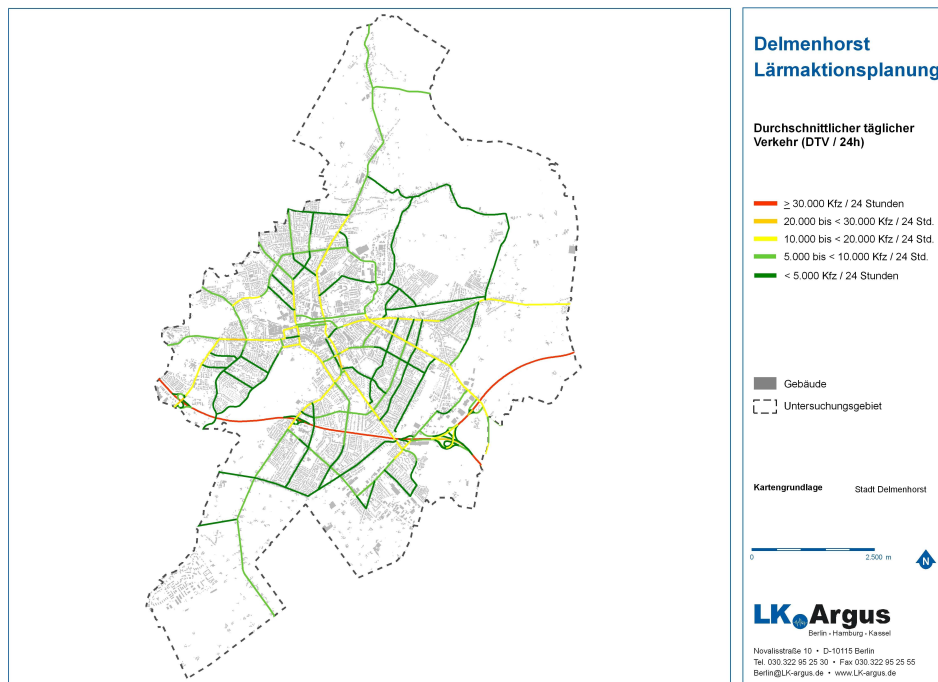 Delmenhorst
Lärmaktionsplanung
Durchschnittlicher täglicher
Verkehr (DTV / 24h)
≥ 30.000 Kfz / 24 Stunden
20.000 bis < 30.000 Kfz / 24 Std.
10.000 bis < 20.000 Kfz / 24 Std.
5.000 bis < 10.000 Kfz / 24 Std.
< 5.000 Kfz / 24 Stunden
Gebäude
Untersuchungsgebiet
Kartengrundlage Stadt Delmenhorst
0 2.500 m
N
LK Argus
Berlin - Hamburg - Kassel
Novalisstraße 10 • D-10115 Berlin
Tel. 030.322 95 25 30 • Fax 030.322 95 25 55
Berlin@LK-argus.de • www.LK-argus.de